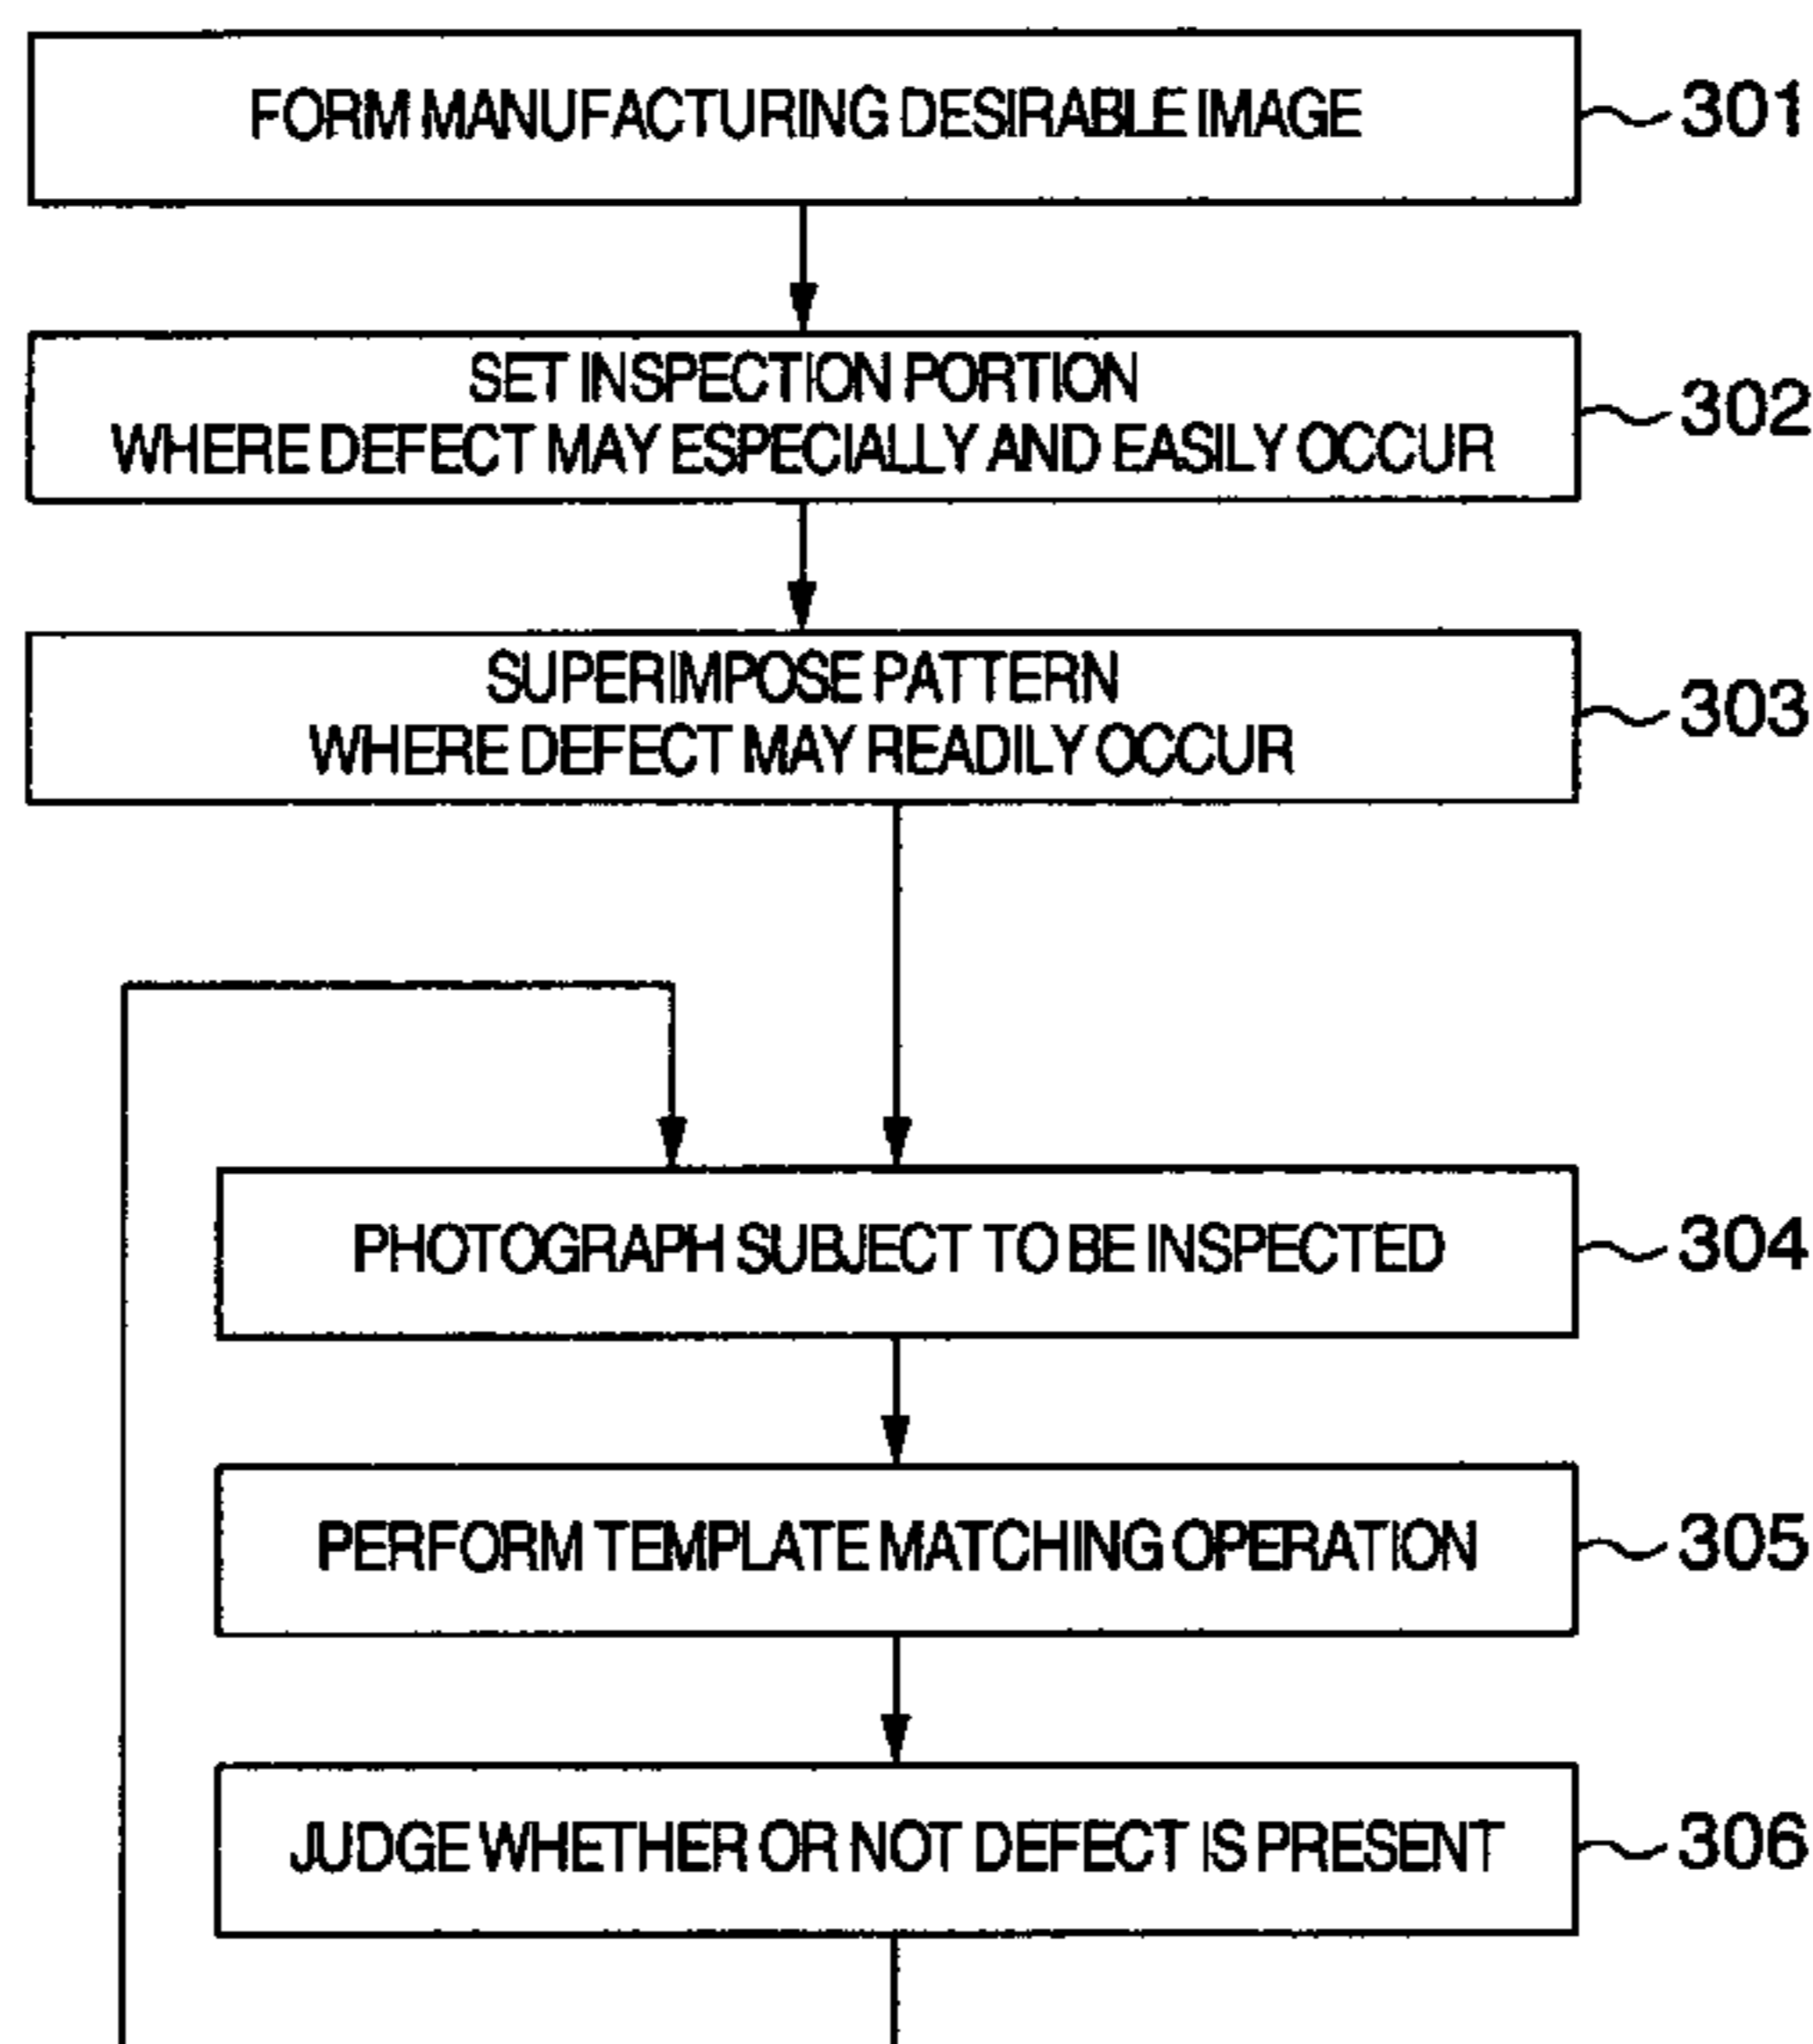 FORM MANUFACTURING DESIRABLE IMAGE
301
SET INSPECTION PORTION
WHERE DEFECT MAY ESPECIALLY AND EASILY OCCUR
302
SUPERIMPOSE PATTERN
WHERE DEFECT MAY READILY OCCUR
303
PHOTOGRAPH SUBJECT TO BE INSPECTED
304
PERFORM TEMPLATE MATCHING OPERATION
305
JUDGE WHETHER OR NOT DEFECT IS PRESENT
306